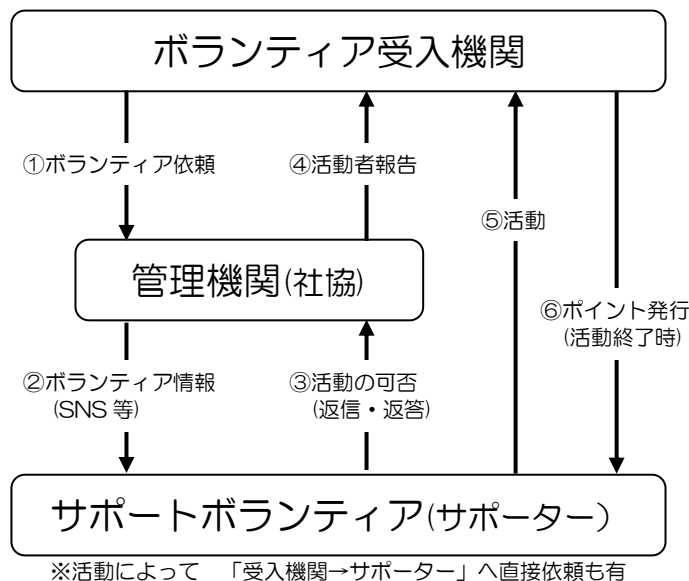 ボランティア受入機関
①ボランティア依頼
④活動者報告
⑤活動
管理機関(社協)
⑥ポイント発行
(活動終了時)
②ボランティア情報
(SNS 等)
③活動の可否
(返信・返答)
サポートボランティア(サポーター）
※活動によって　「受入機関→サポーター」へ直接依頼も有